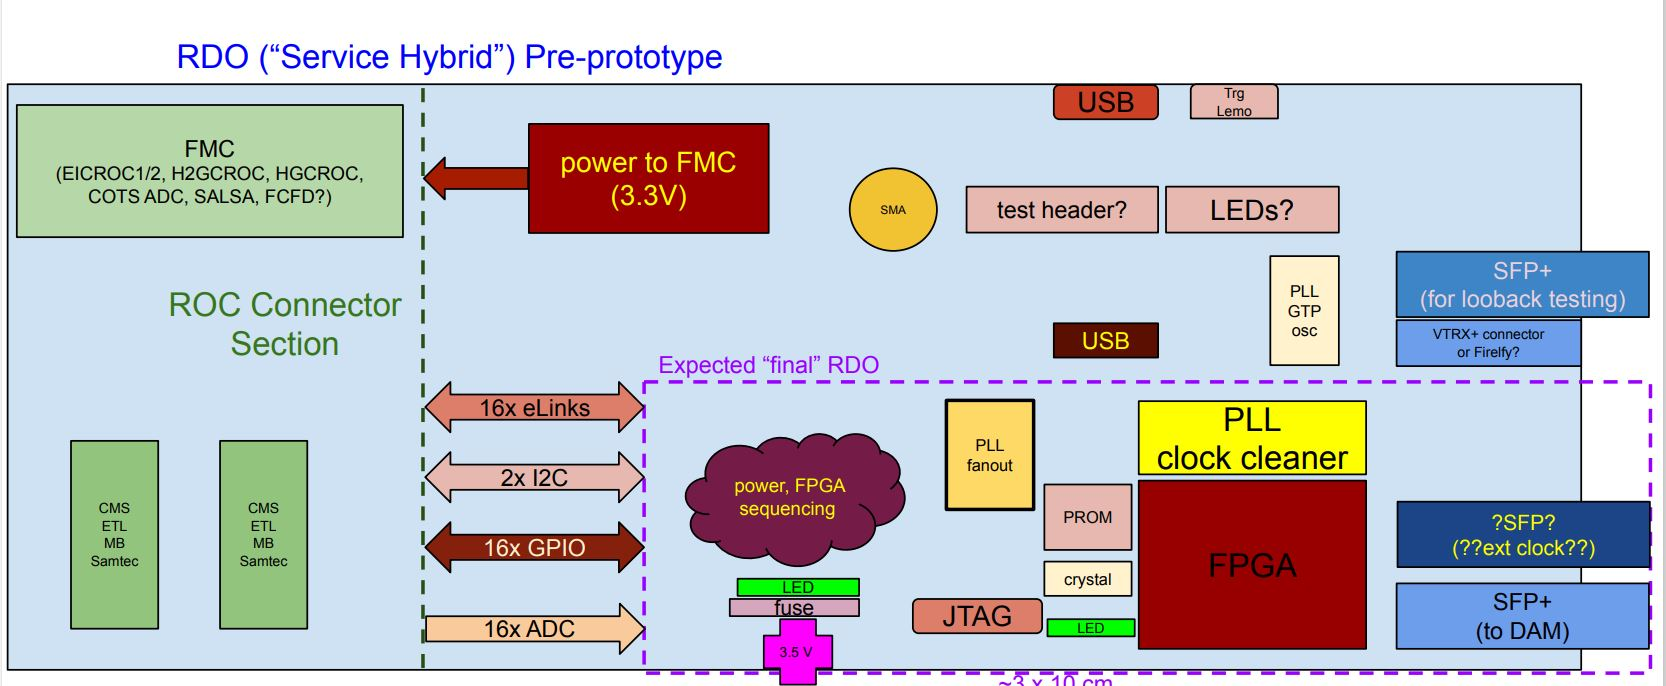 RDO (“Service Hybrid”) Pre-prototype
FMC
(EICROC1/2, H2GCROC, HGCROC,
COTS ADC, SALSA, FCFD?)
power to FMC
(3.3V)
USB
Trg
Lemo
SMA
test header?
LEDs?
ROC Connector
Section
PLL
GTP
osc
SFP+
(for looback testing)
USB
VTRX+ connector
or Firelfy?
Expected “final” RDO
16x eLinks
2x I2C
16x GPIO
16x ADC
CMS
ETL
MB
Samtec
CMS
ETL
MB
Samtec
power, FPGA
sequencing
LED
fuse
3.5 V
PLL
fanout
PLL
clock cleaner
PROM
crystal
JTAG
LED
FPGA
?SFP?
(??ext clock??)
SFP+
(to DAM)
~3 x 10 cm